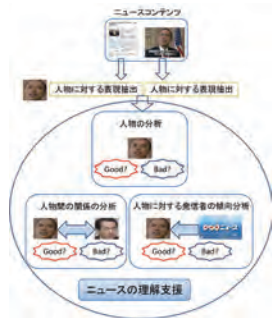 ニュースコンテンツ
人物に対する表現抽出
人物に対する表現抽出
人物の分析
Good?
Bad?
人物間の関係の分析
Good?
Bad?
人物に対する発信者の傾向分析
Good?
Bad?
ニュースの理解支援